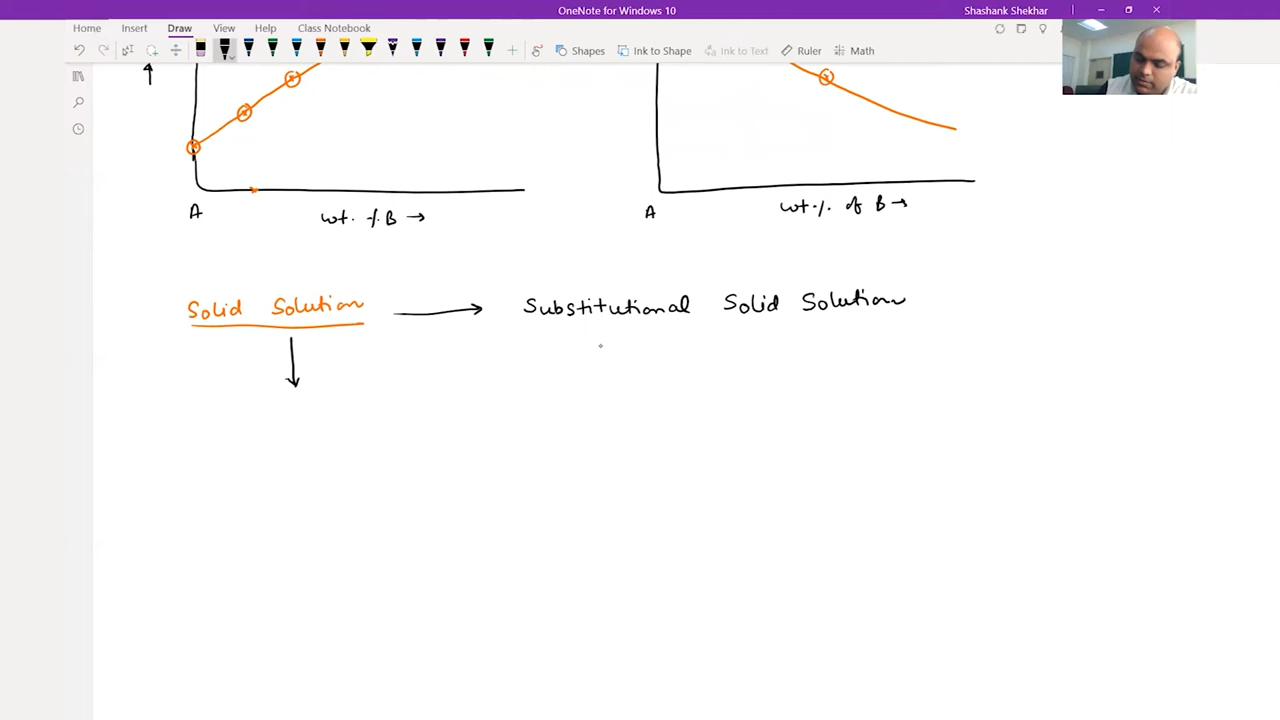 OneNote for Windows 10
Shashank Shekhar
Home Insert Draw View Help Class Notebook
Shapes Ink to Shape Ink to Text Ruler Math
A
wt. % B →
A
wt.% of B →
Solid Solution → Substitutional Solid Solution